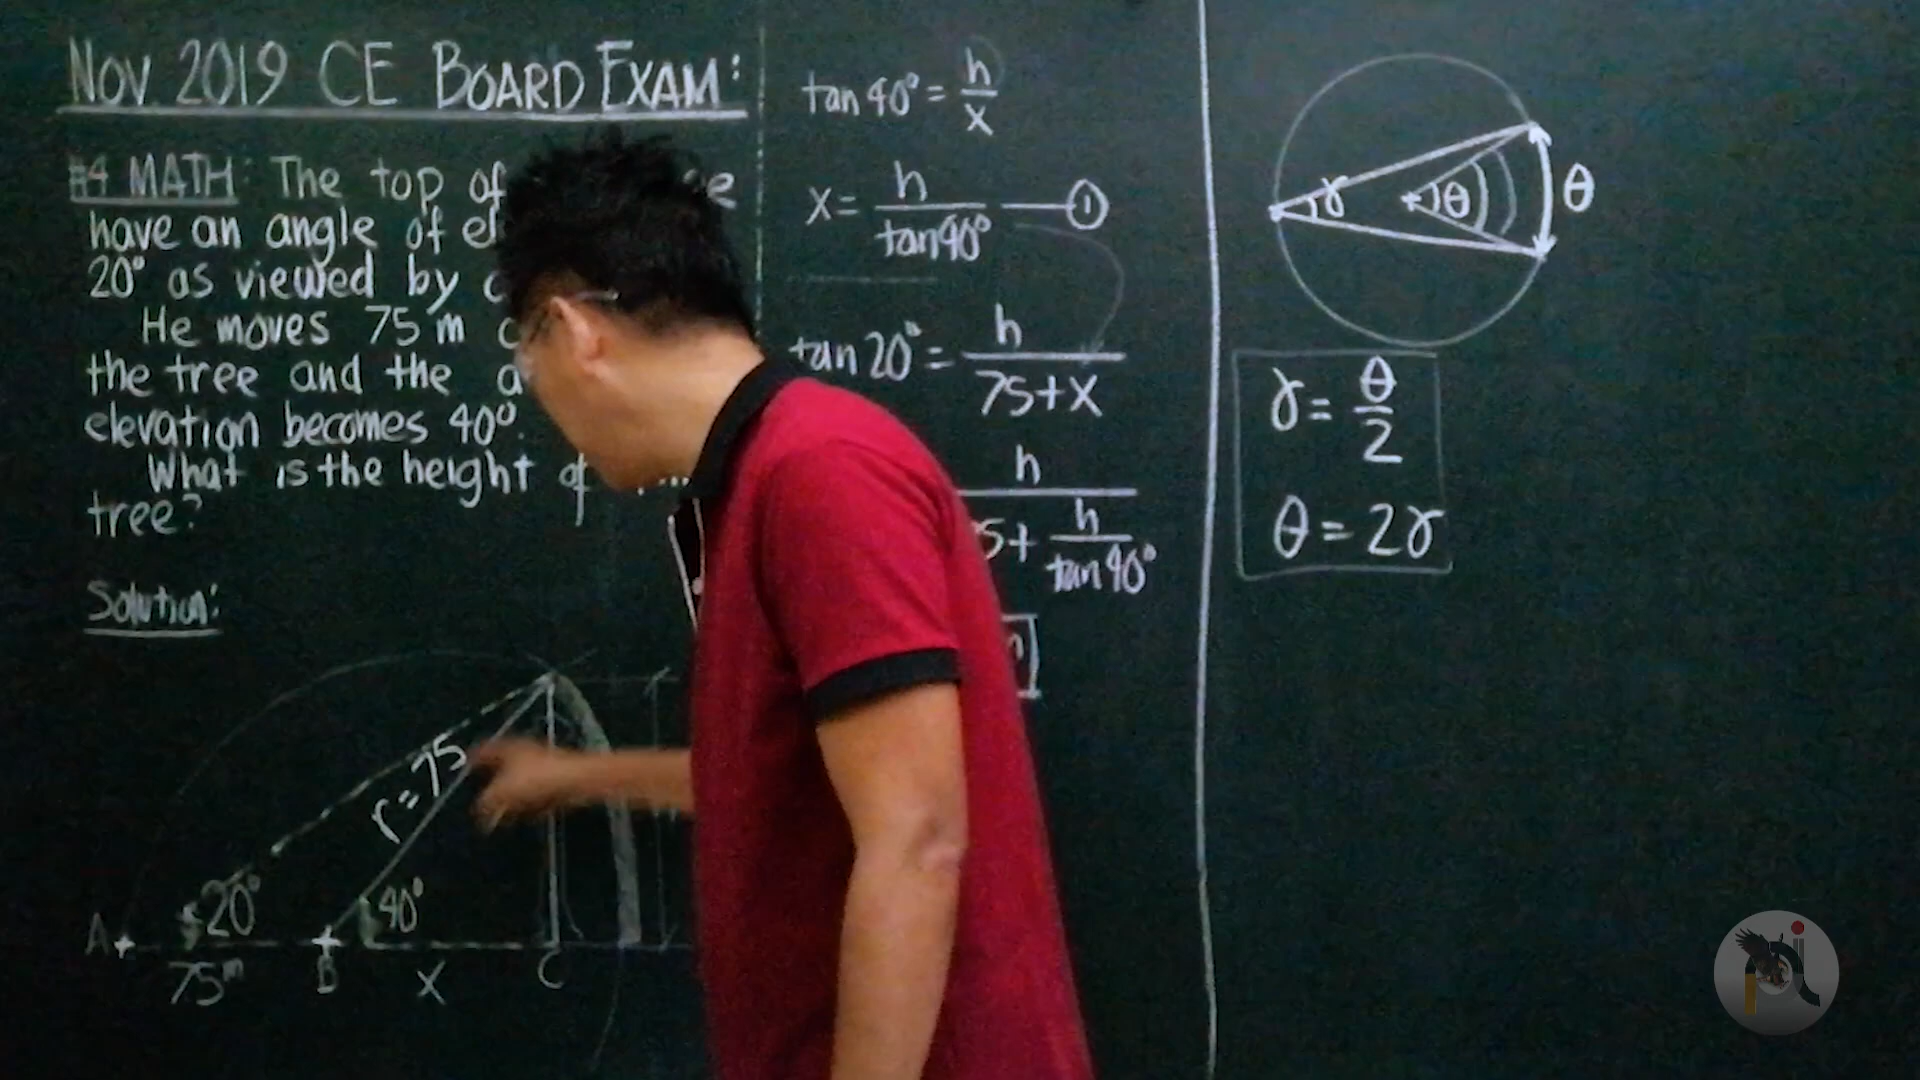 NOV. 2019 CE BOARD EXAM:
#4 MATH: The top of
have an angle of el
20° as viewed by
He moves 75 m
the tree and the a
elevation becomes 40°.
What is the height of
tree?
Solution:
r = 75
20°
40°
A
75m
B
X
C
tan 40° = h/x
x = h/tan40° — ①
tan 20° = h/75+x
h
5+ h/tan40°
γ
θ
θ
γ = θ/2
θ = 2γ